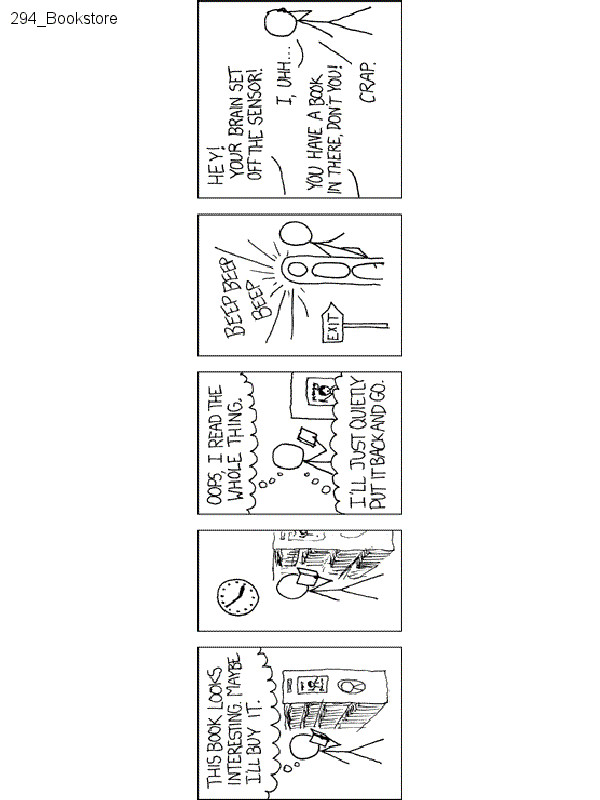 294_Bookstore
THIS BOOK LOOKS
INTERESTING. MAYBE
I'LL BUY IT.
OOPS, I READ THE
WHOLE THING.
I'LL JUST QUIETLY
PUT IT BACK AND GO.
BEEP BEEP
BEEP
EXIT
HEY!
YOUR BRAIN SET
OFF THE SENSOR!
I, UHH...
YOU HAVE A BOOK
IN THERE, DON'T YOU!
CRAP.